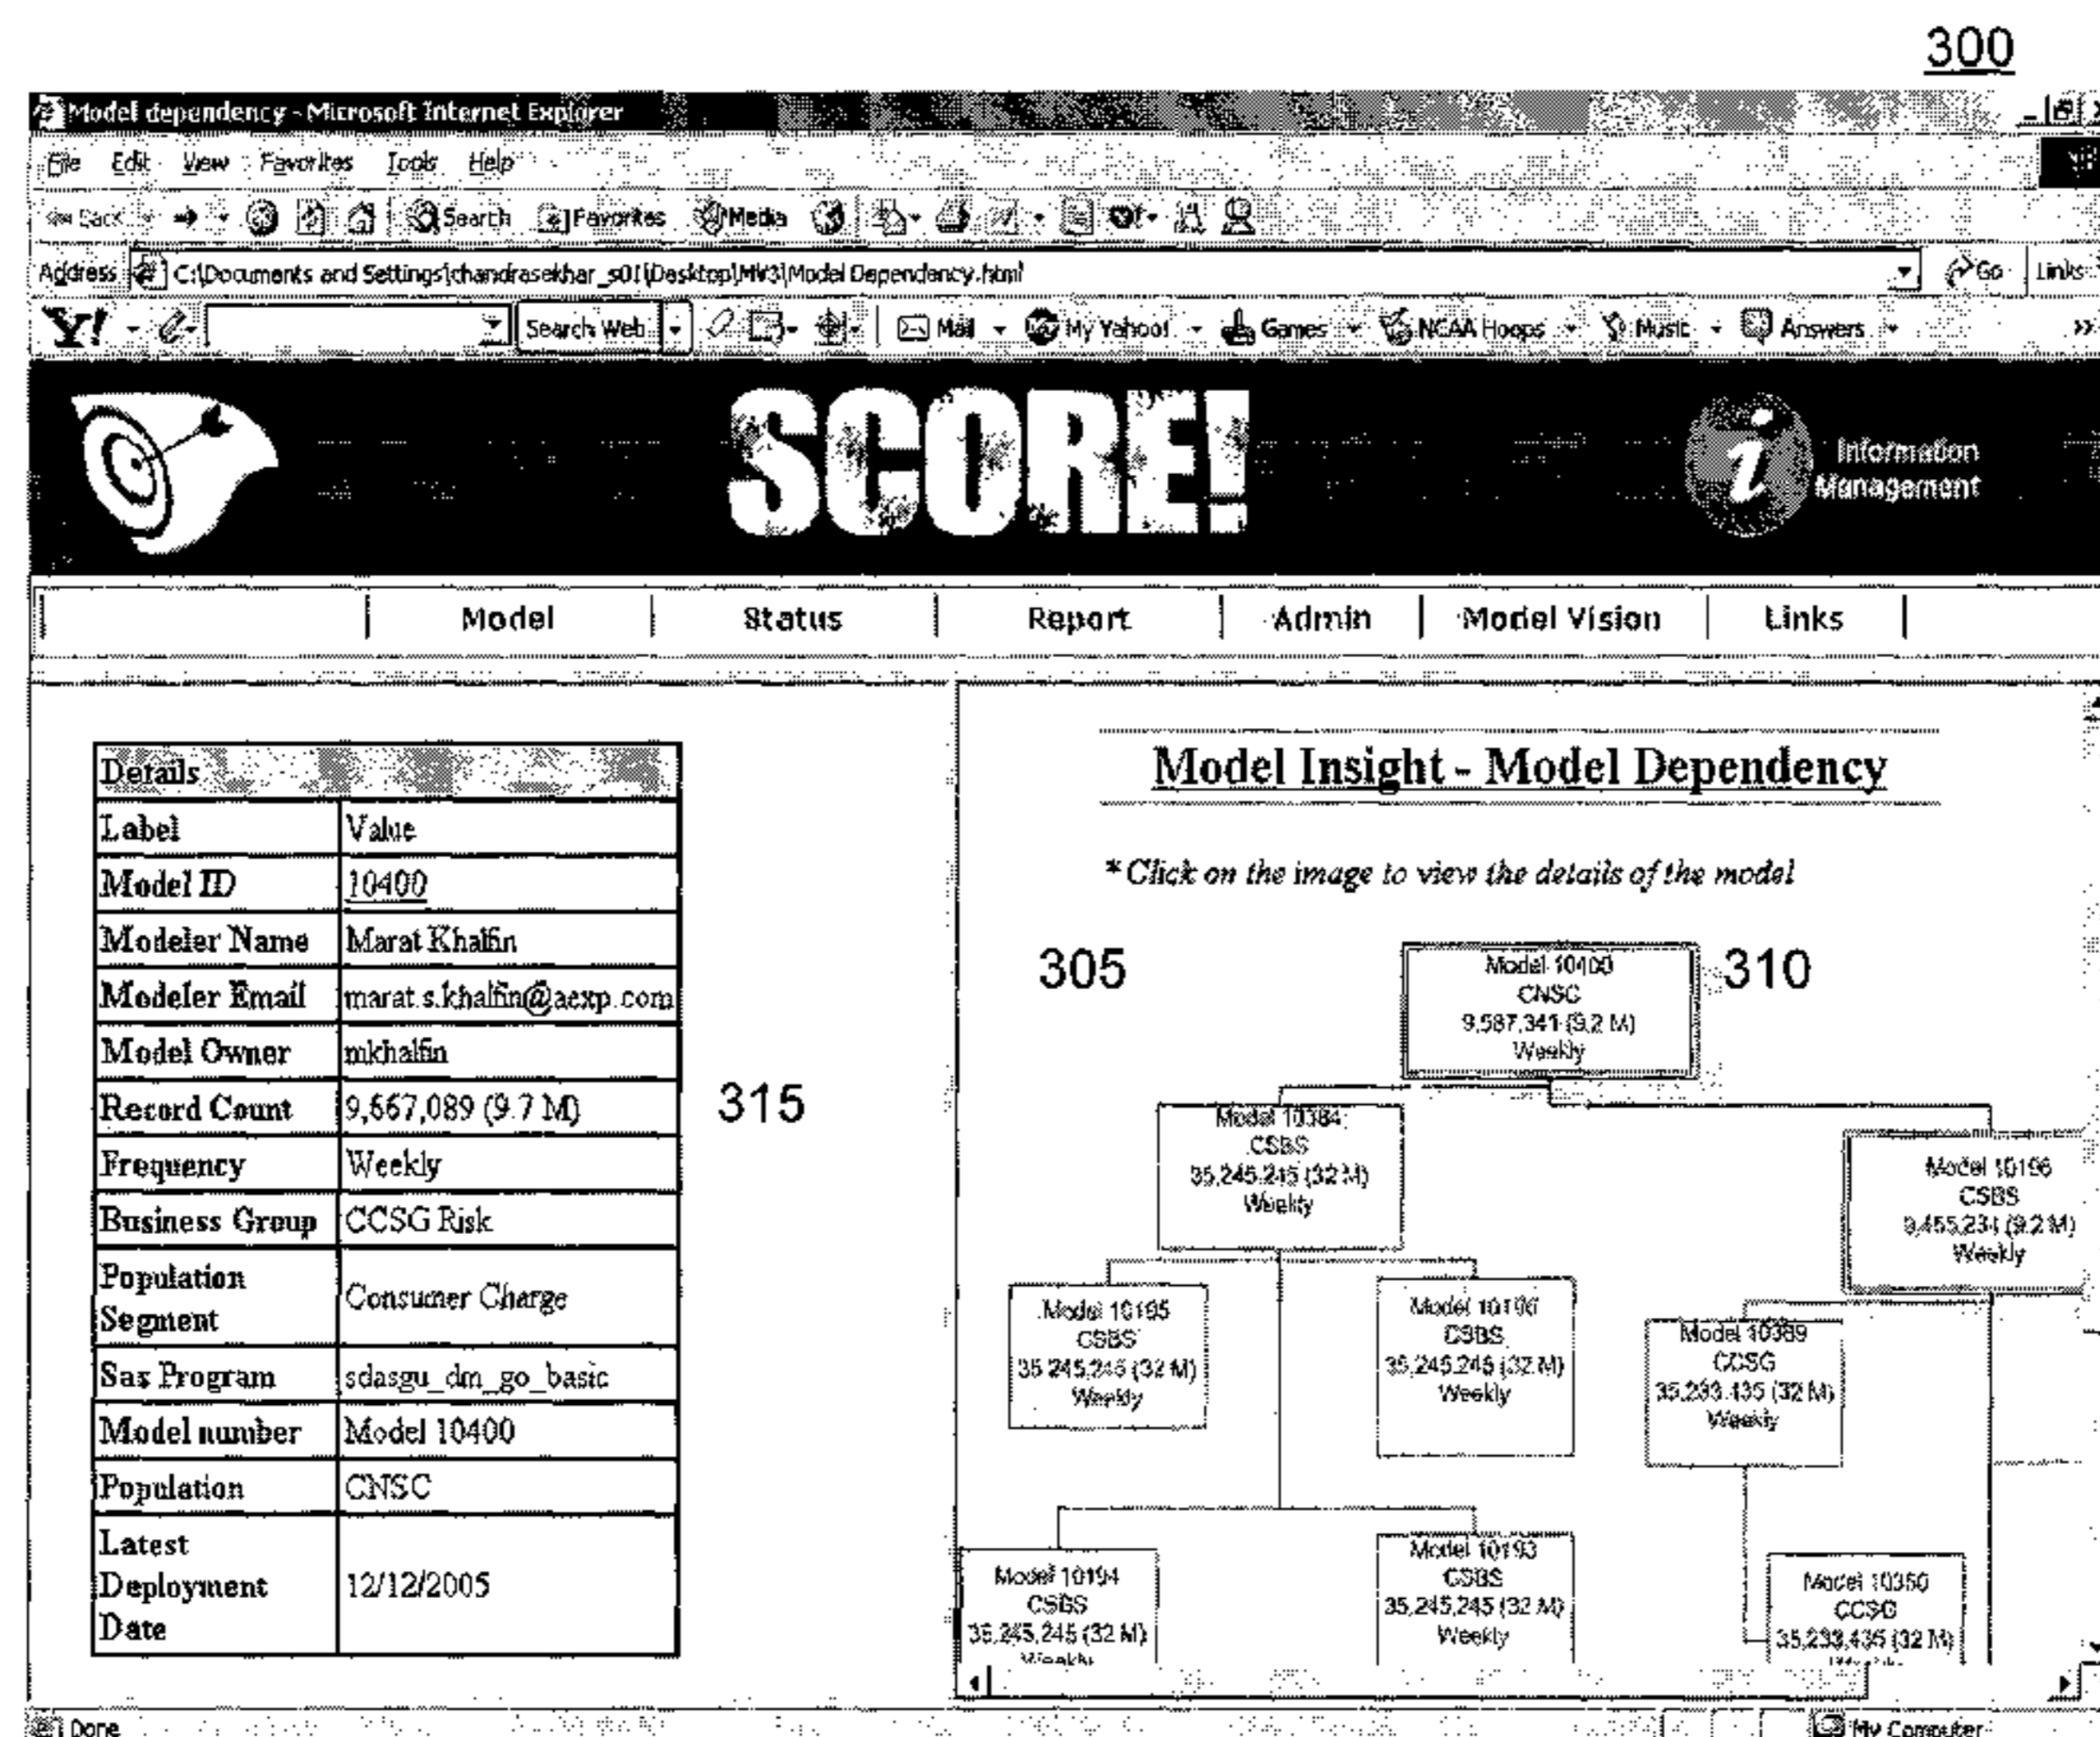 300
Model dependency - Microsoft Internet Explorer
File Edit View Favorites Tools Help
Back Search Favorites Media
Address C:\Documents and Settings\chandrasekhar_s01\Desktop\MV3\Model Dependency.html Go Links
Y! Search Web Mail My Yahoo! Games NCAA Hoops Music Answers »
SCORE!
i Information
Management
Model Status Report Admin Model Vision Links
Details
Label Value
Model ID 10400
Modeler Name Marat Khalfin
Modeler Email marat.s.khalfin@aexp.com
Model Owner mkhalfin
Record Count 9,667,089 (9.7 M)
Frequency Weekly
Business Group CCSG Risk
Population
Segment
Consumer Charge
Sas Program sdasgu_dm_go_basic
Model number Model 10400
Population CNSC
Latest
Deployment
Date
12/12/2005
315
Model Insight - Model Dependency
*Click on the image to view the details of the model
305
310
Model 10400
CNSC
9,587,341 (9.2 M)
Weekly
Model 10384
CSBS
35,245,245 (32 M)
Weekly
Model 10196
CSBS
9,455,234 (9.2 M)
Weekly
Model 10195
CSBS
35,245,245 (32 M)
Weekly
Model
CSBS
35,245,245 (32 M)
Weekly
Model 10389
CCSG
35,233,435 (32 M)
Weekly
Model 10194
CSBS
35,245,245 (32 M)
Weekly
Model 10193
CSBS
35,245,245 (32 M)
Weekly
Model 10350
CCSG
35,233,435 (32 M)
Done My Computer